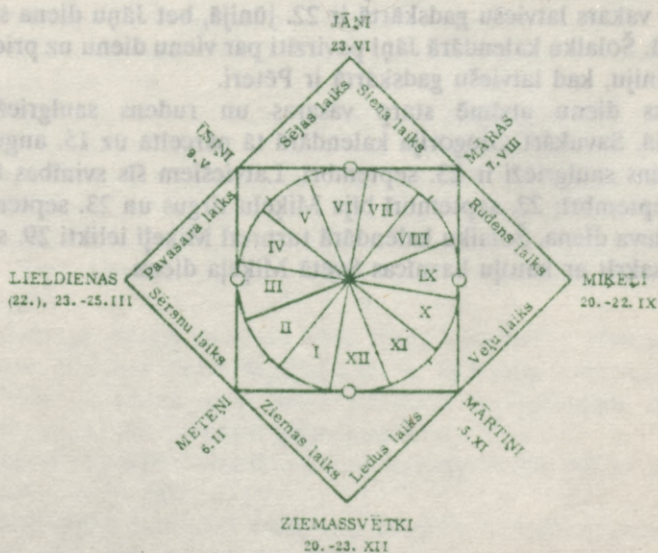 JĀŅI
23.VI
Sējas laiks
Siena laiks
ŪSIŅI
9.V
MĀRAS
7.VIII
Pavasara laiks
Rudens laiks
LIELDIENAS
(22.), 23.-25.III
MIĶEĻI
20.-22.IX
I
II
III
IV
V
VI
VII
VIII
IX
X
XI
XII
Sērsnu laiks
Veļu laiks
METEŅI
6.II
MĀRTIŅI
5.XI
Ziemas laiks
Ledus laiks
ZIEMASSVĒTKI
20.-23. XII